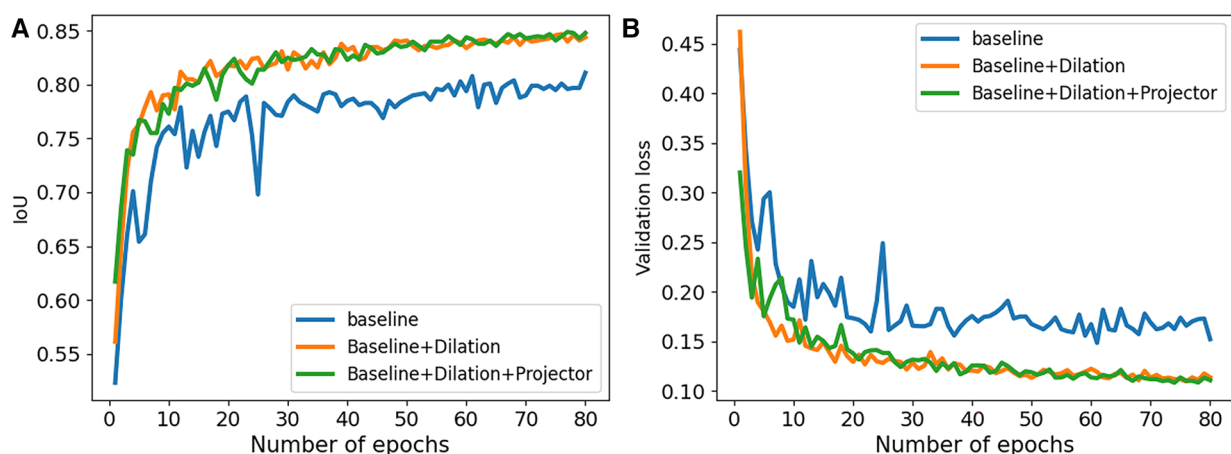 A
IoU
0.85
0.80
0.75
0.70
0.65
0.60
0.55
baseline
Baseline+Dilation
Baseline+Dilation+Projector
0 10 20 30 40 50 60 70 80
Number of epochs
B
Validation loss
0.45
0.40
0.35
0.30
0.25
0.20
0.15
0.10
baseline
Baseline+Dilation
Baseline+Dilation+Projector
0 10 20 30 40 50 60 70 80
Number of epochs